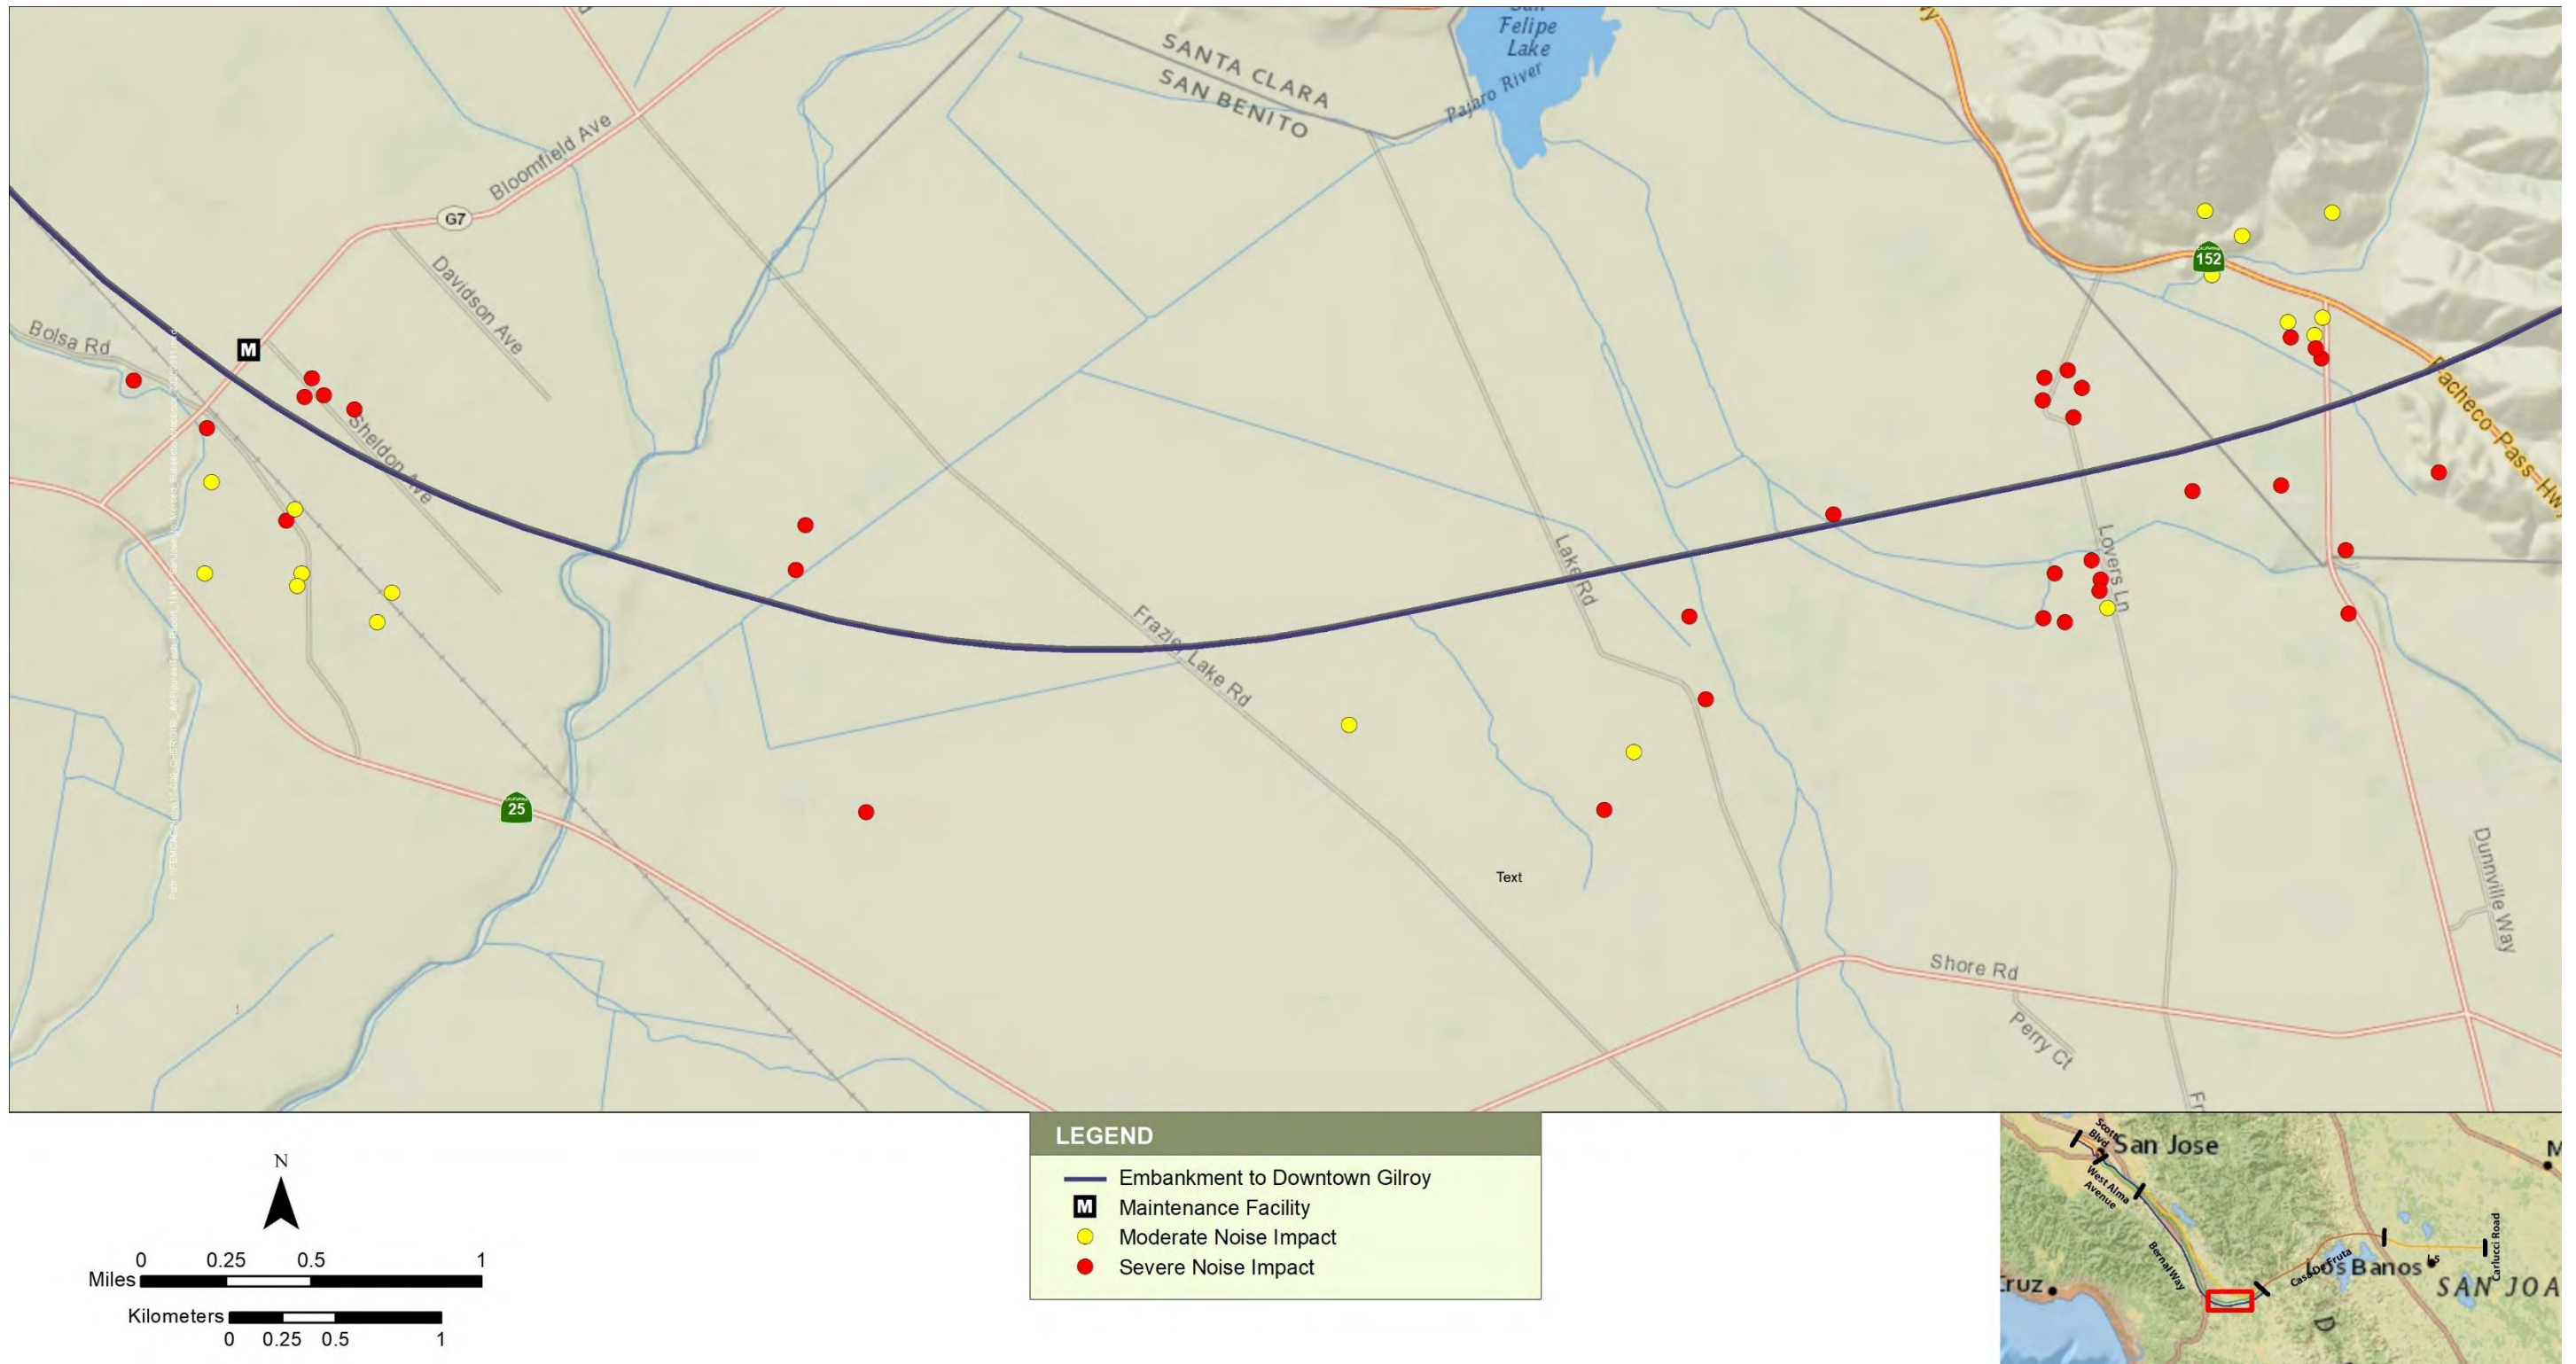 San
Felipe
Lake
Pajaro River
SANTA CLARA
SAN BENITO
Bloomfield Ave
G7
Davidson Ave
Bolsa Rd
M
Sheldon Ave
152
Pacheco Pass Hwy
Lake Rd
Lovers Ln
Frazier Lake Rd
25
Text
Dunnville Way
Shore Rd
Perry Ct
Fr
N
0 0.25 0.5 1
Miles
Kilometers
0 0.25 0.5 1
LEGEND
Embankment to Downtown Gilroy
M Maintenance Facility
Moderate Noise Impact
Severe Noise Impact
Scott
Blvd
San Jose
M
West Alma
Avenue
Bernal Way
Casa De Fruta
Los Banos
I-5
Carlucci Road
SAN JOA
cruz
D